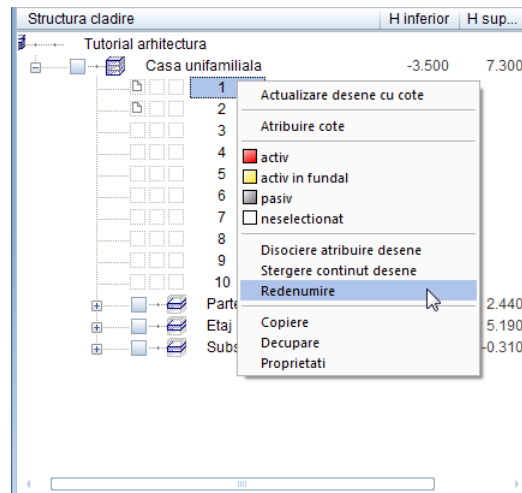 Structura cladire H inferior H sup...
Tutorial arhitectura
Casa unifamiliala -3.500 7.300
1
2
3
4
5
6
7
8
9
10
Parte 2.440
Etaj 5.190
Subs -0.310
Actualizare desene cu cote
Atribuire cote
activ
activ in fundal
pasiv
neselectionat
Disociere atribuire desene
Stergere continut desene
Redenumire
Copiere
Decupare
Proprietati